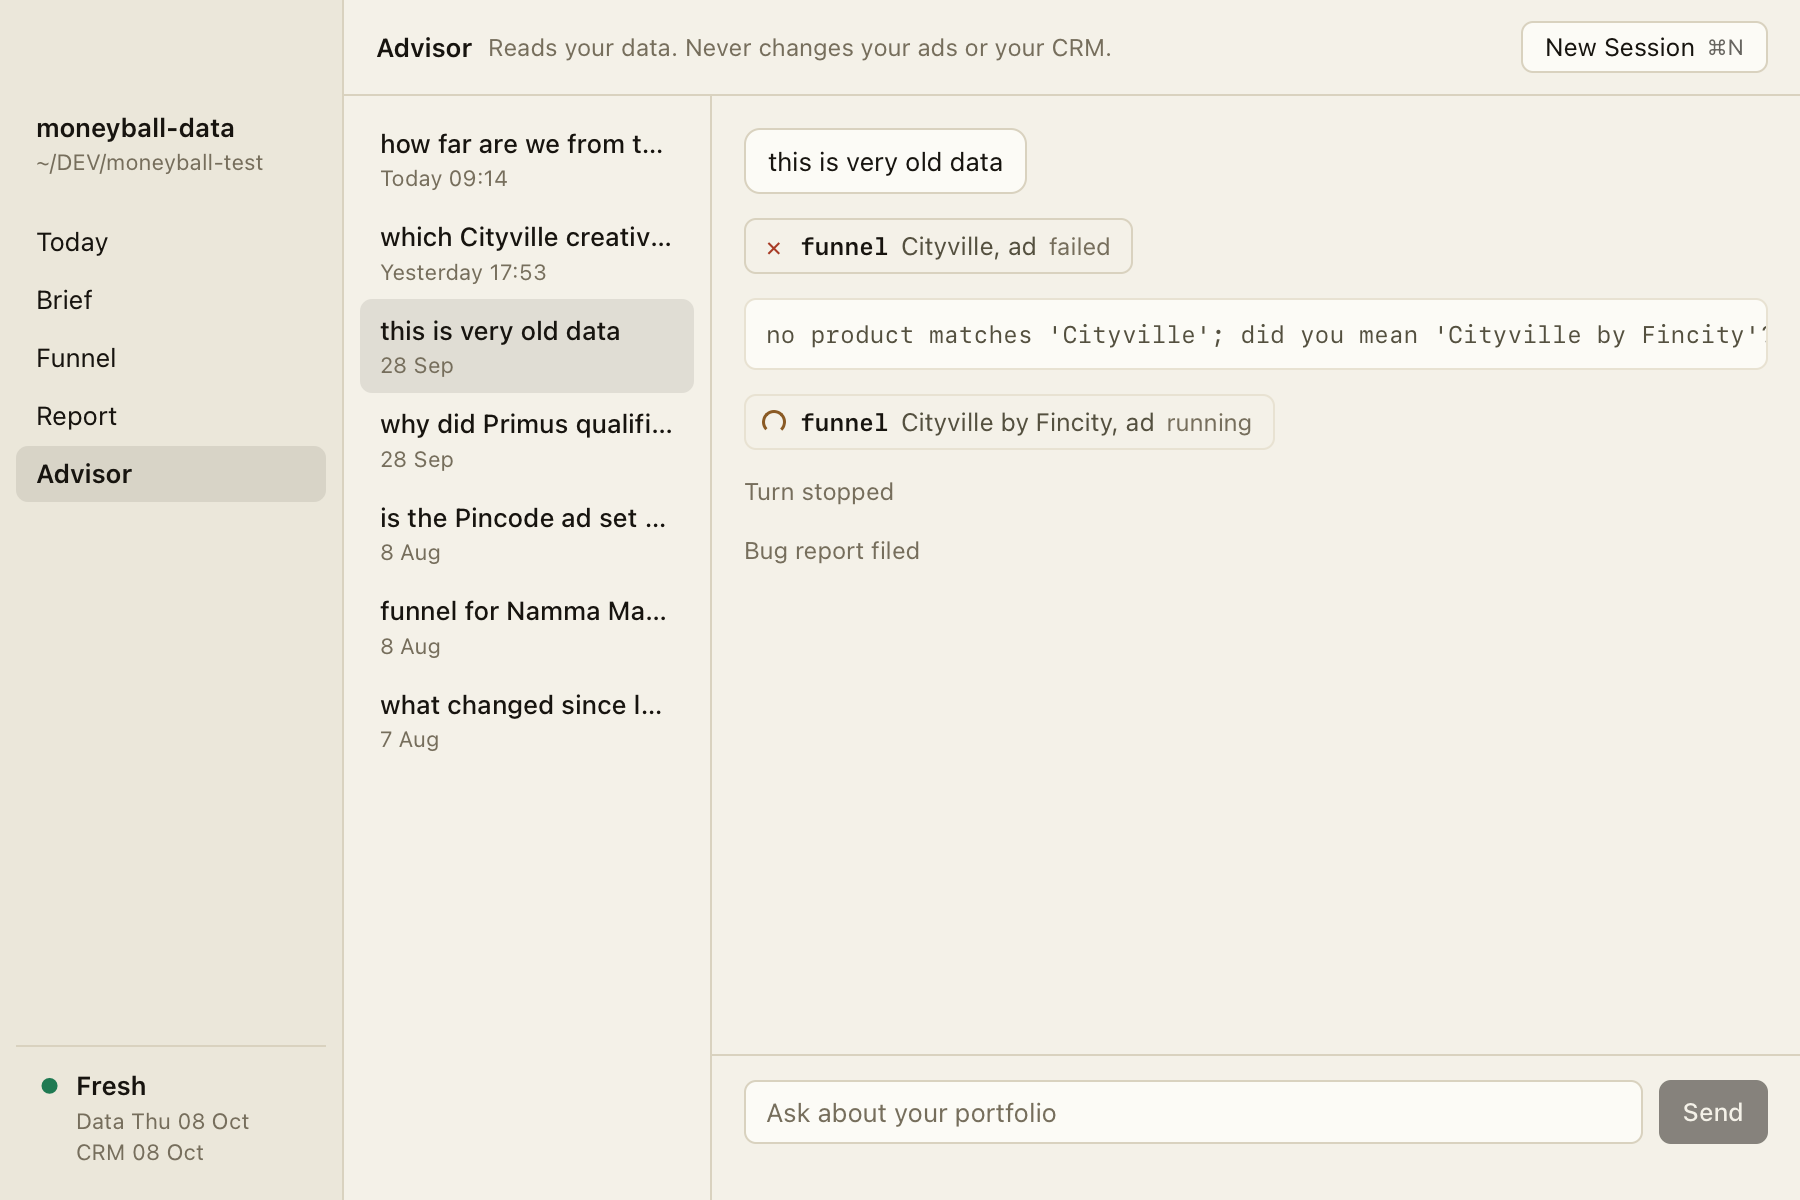 moneyball-data
~/DEV/moneyball-test
Today
Brief
Funnel
Report
Advisor
Fresh
Data Thu 08 Oct
CRM 08 Oct
Advisor Reads your data. Never changes your ads or your CRM.
New Session ⌘N
how far are we from t...
Today 09:14
which Cityville creativ...
Yesterday 17:53
this is very old data
28 Sep
why did Primus qualifi...
28 Sep
is the Pincode ad set ...
8 Aug
funnel for Namma Ma...
8 Aug
what changed since l...
7 Aug
this is very old data
× funnel Cityville, ad failed
no product matches 'Cityville'; did you mean 'Cityville by Fincity'?
funnel Cityville by Fincity, ad running
Turn stopped
Bug report filed
Ask about your portfolio
Send